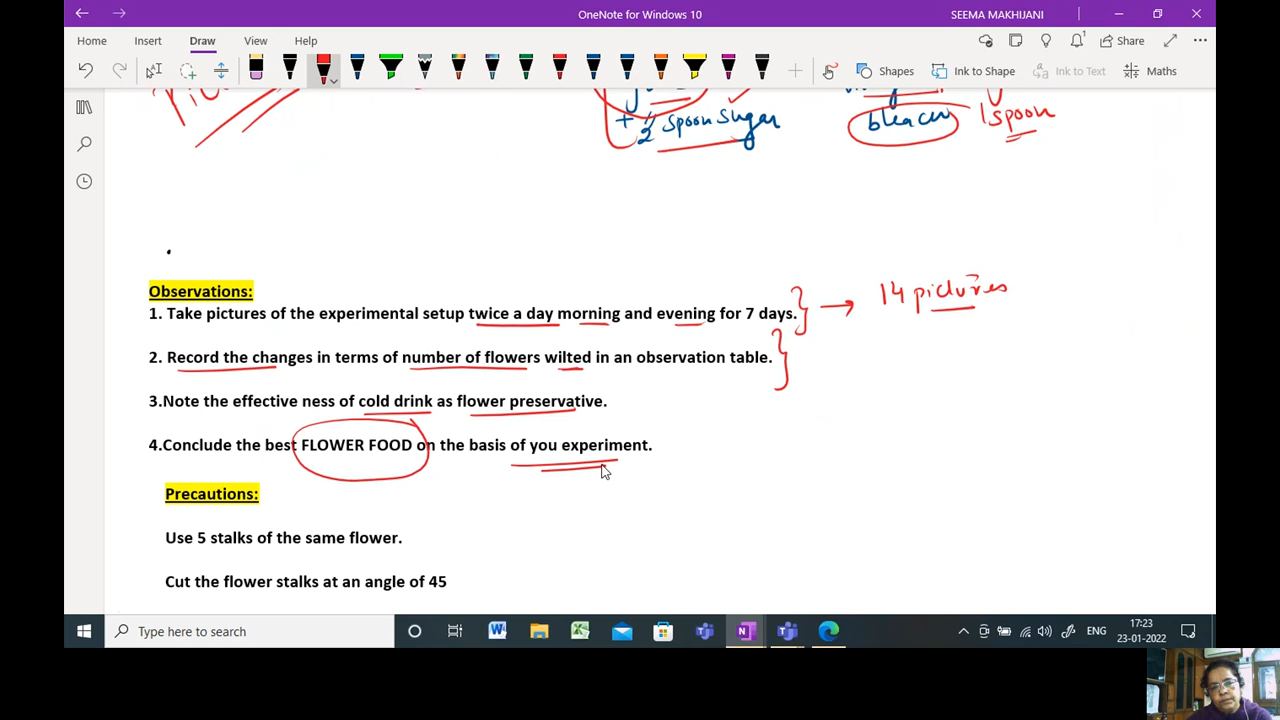 OneNote for Windows 10
SEEMA MAKHIJANI
Home Insert Draw View Help
Share
Shapes
Ink to Shape
Ink to Text
Maths
+ 1/2 spoon sugar
1 spoon
Observations:
1. Take pictures of the experimental setup twice a day morning and evening for 7 days.
14 pictures
2. Record the changes in terms of number of flowers wilted in an observation table.
3.Note the effective ness of cold drink as flower preservative.
4.Conclude the best FLOWER FOOD on the basis of you experiment.
Precautions:
Use 5 stalks of the same flower.
Cut the flower stalks at an angle of 45
Type here to search
ENG
17:23
23-01-2022